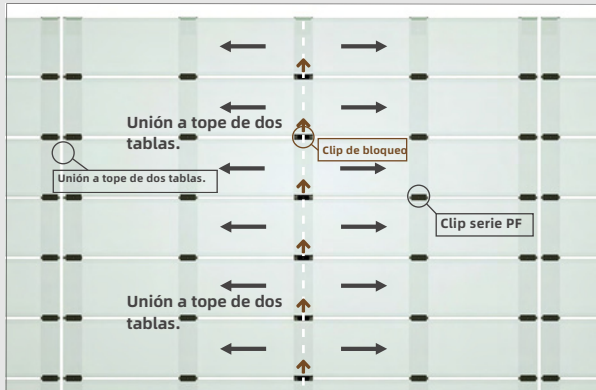 Unión a tope de dos
tablas.
Clip de bloqueo
Unión a tope de dos tablas.
Clip serie PF
Unión a tope de dos
tablas.